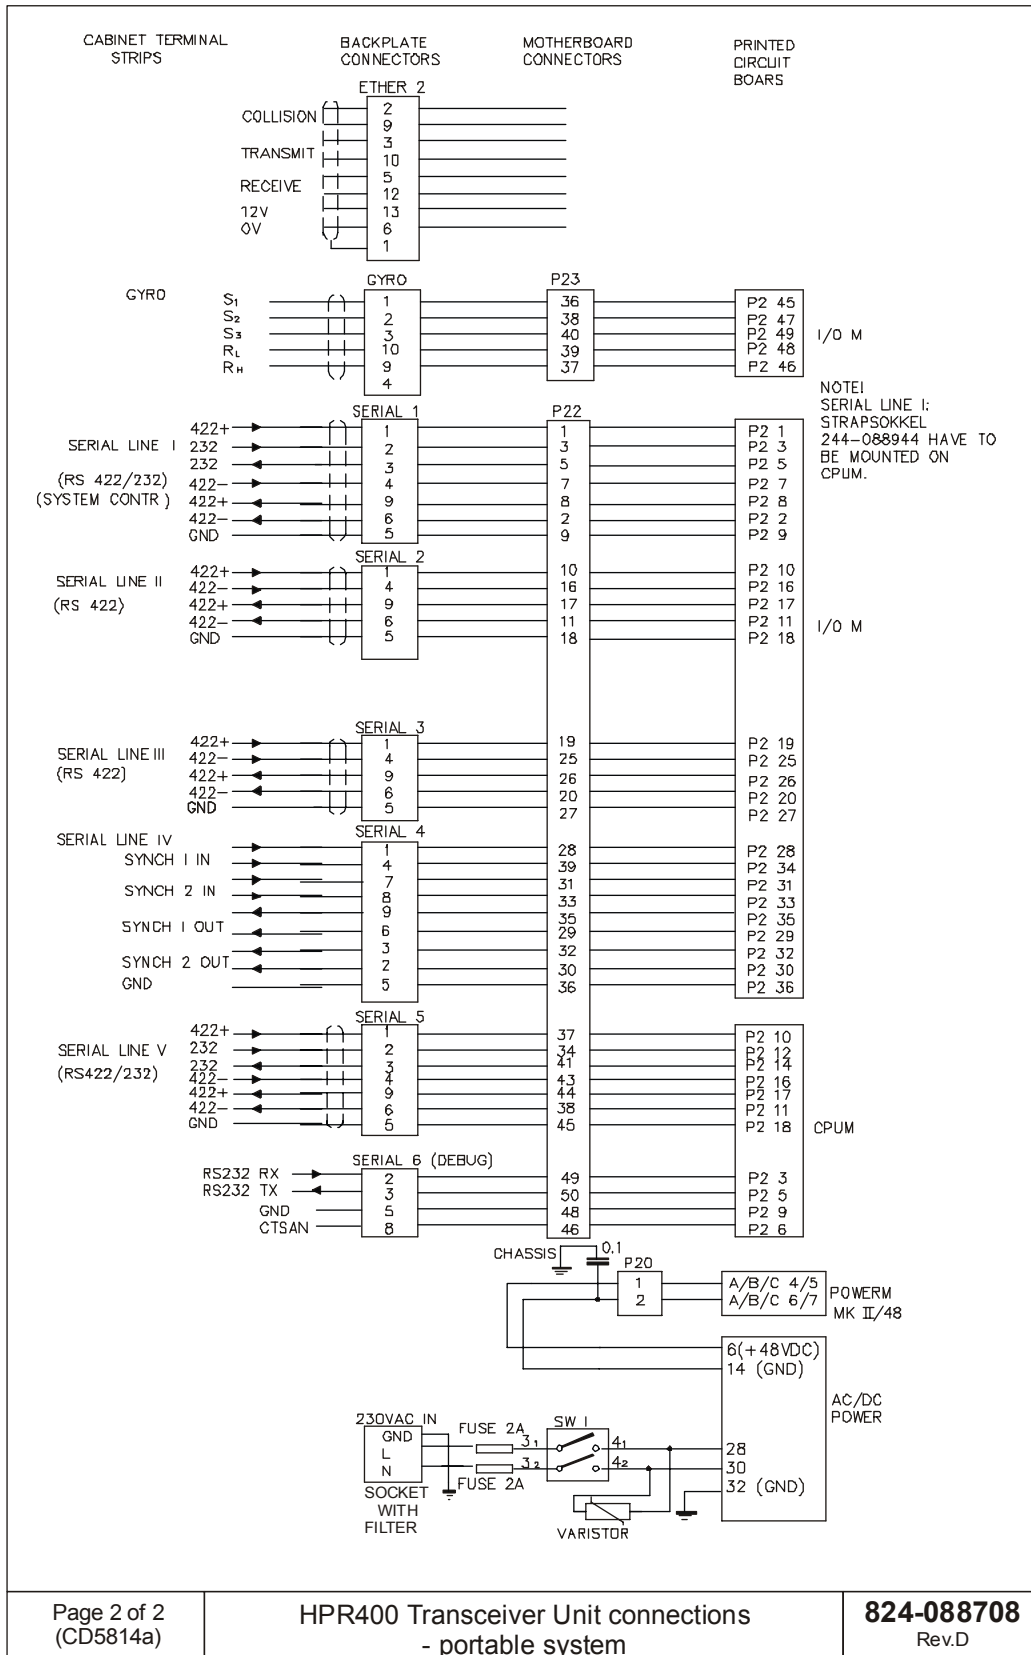 CABINET TERMINAL STRIPS
BACKPLATE CONNECTORS
MOTHERBOARD CONNECTORS
PRINTED CIRCUIT BOARS
ETHER 2
COLLISION
TRANSMIT
RECEIVE
12V
0V
2
9
3
10
5
12
13
6
1
GYRO
GYRO
P23
S1 1 36 P2 45
S2 2 38 P2 47
S3 3 40 P2 49
RL 10 39 P2 48
RH 9 37 P2 46
4
I/O M
NOTE!
SERIAL LINE I:
STRAPSOKKEL
244-088944 HAVE TO
BE MOUNTED ON
CPUM.
SERIAL 1
P22
SERIAL LINE I
(RS 422/232)
(SYSTEM CONTR)
422+ 1 1 P2 1
232 2 3 P2 3
232 3 5 P2 5
422- 4 7 P2 7
422+ 9 8 P2 8
422- 6 2 P2 2
GND 5 9 P2 9
SERIAL 2
SERIAL LINE II
(RS 422)
422+ 1 10 P2 10
422- 4 16 P2 16
422+ 9 17 P2 17
422- 6 11 P2 11
GND 5 18 P2 18
I/O M
SERIAL 3
SERIAL LINE III
(RS 422)
422+ 1 19 P2 19
422- 4 25 P2 25
422+ 9 26 P2 26
422- 6 20 P2 20
GND 5 27 P2 27
SERIAL 4
SERIAL LINE IV
SYNCH 1 IN
SYNCH 2 IN
SYNCH 1 OUT
SYNCH 2 OUT
GND
1 28 P2 28
4 39 P2 34
7 31 P2 31
8 33 P2 33
9 35 P2 35
6 29 P2 29
3 32 P2 32
2 30 P2 30
5 36 P2 36
SERIAL 5
SERIAL LINE V
(RS422/232)
422+ 1 37 P2 10
232 2 34 P2 12
232 3 41 P2 14
422- 4 43 P2 16
422+ 9 44 P2 17
422- 6 38 P2 11
GND 5 45 P2 18
CPUM
SERIAL 6 (DEBUG)
RS232 RX 2 49 P2 3
RS232 TX 3 50 P2 5
GND 5 48 P2 9
CTSAN 8 46 P2 6
CHASSIS
0.1
P20
1 A/B/C 4/5
2 A/B/C 6/7
POWERM
MK II/48
6(+48VDC)
14 (GND)
AC/DC
POWER
230VAC IN
GND
L
N
SOCKET
WITH
FILTER
FUSE 2A
FUSE 2A
SW 1
31
32
41
42
28
30
32 (GND)
VARISTOR
Page 2 of 2
(CD5814a)
HPR400 Transceiver Unit connections
- portable system
824-088708
Rev.D